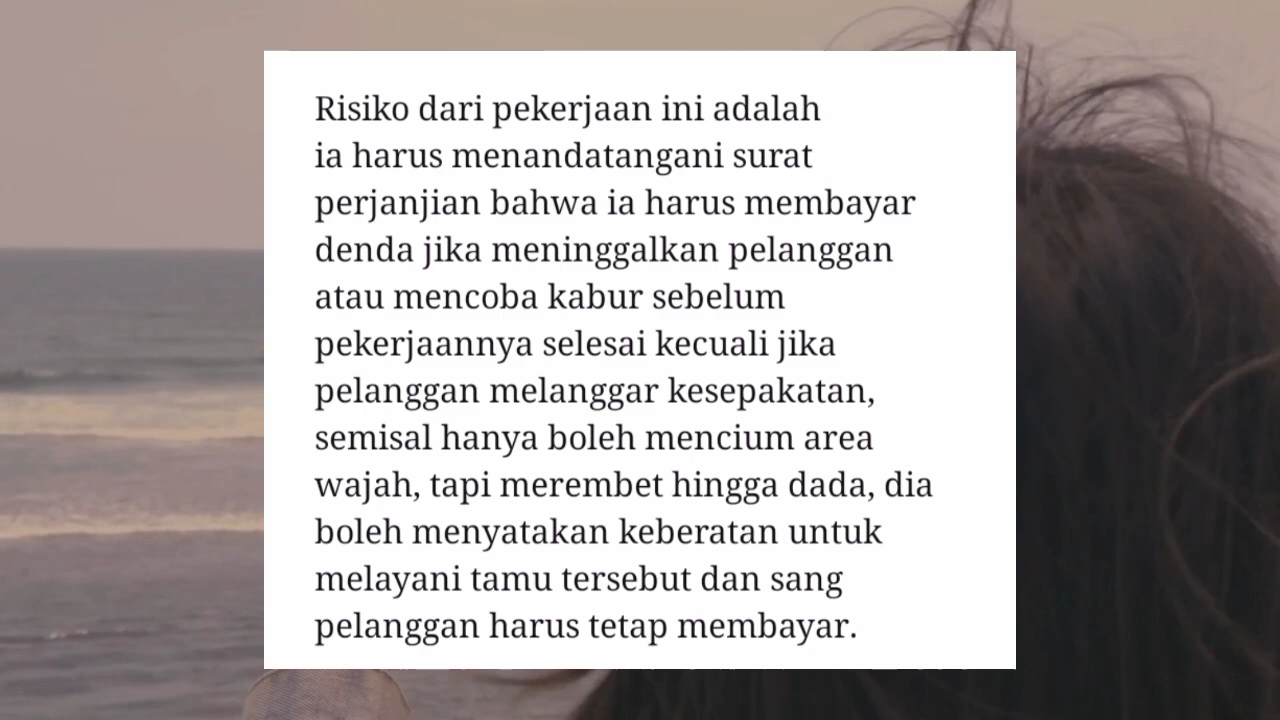 Risiko dari pekerjaan ini adalah
ia harus menandatangani surat
perjanjian bahwa ia harus membayar
denda jika meninggalkan pelanggan
atau mencoba kabur sebelum
pekerjaannya selesai kecuali jika
pelanggan melanggar kesepakatan,
semisal hanya boleh mencium area
wajah, tapi merembet hingga dada, dia
boleh menyatakan keberatan untuk
melayani tamu tersebut dan sang
pelanggan harus tetap membayar.